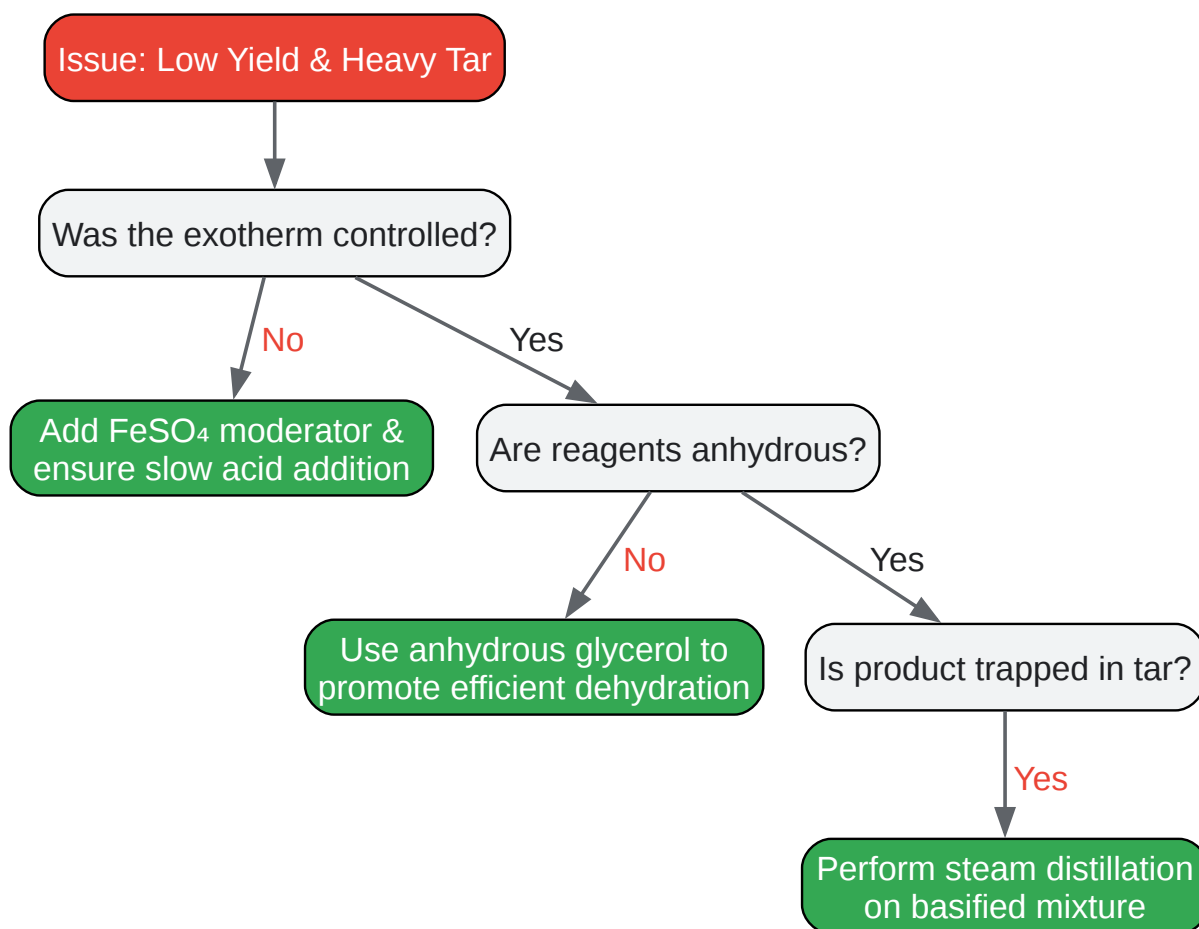 Issue: Low Yield & Heavy Tar
Was the exotherm controlled?
No
Yes
Add FeSO₄ moderator &
ensure slow acid addition
Are reagents anhydrous?
No
Yes
Use anhydrous glycerol to
promote efficient dehydration
Is product trapped in tar?
Yes
Perform steam distillation
on basified mixture